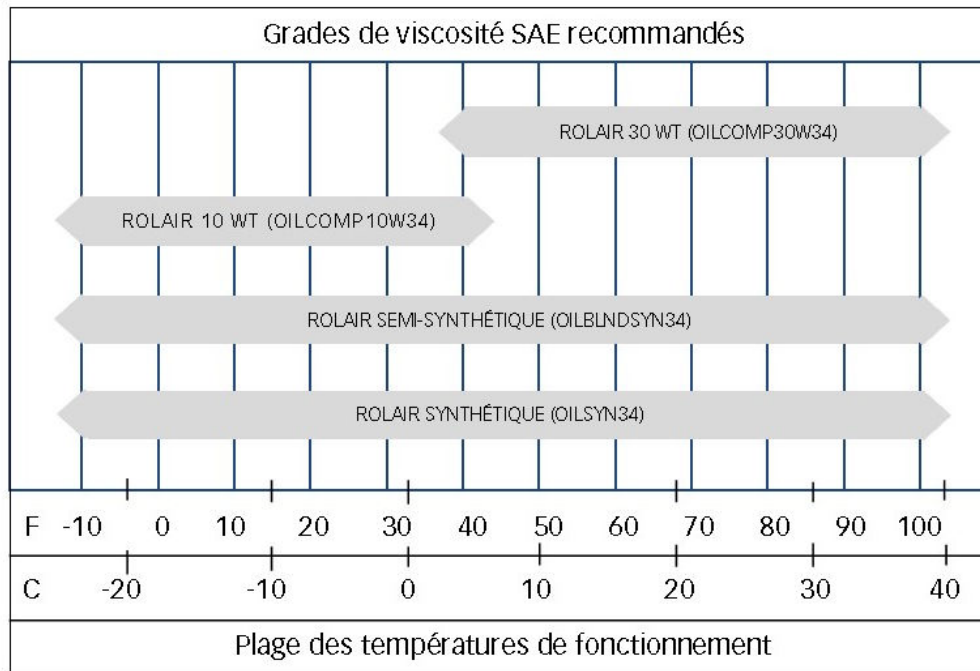 Grades de viscosité SAE recommandés
ROLAIR 30 WT (OILCOMP30W34)
ROLAIR 10 WT (OILCOMP10W34)
ROLAIR SEMI-SYNTHÉTIQUE (OILBLNDSYN34)
ROLAIR SYNTHÉTIQUE (OILSYN34)
F -10 0 10 20 30 40 50 60 70 80 90 100
C -20 -10 0 10 20 30 40
Plage des températures de fonctionnement